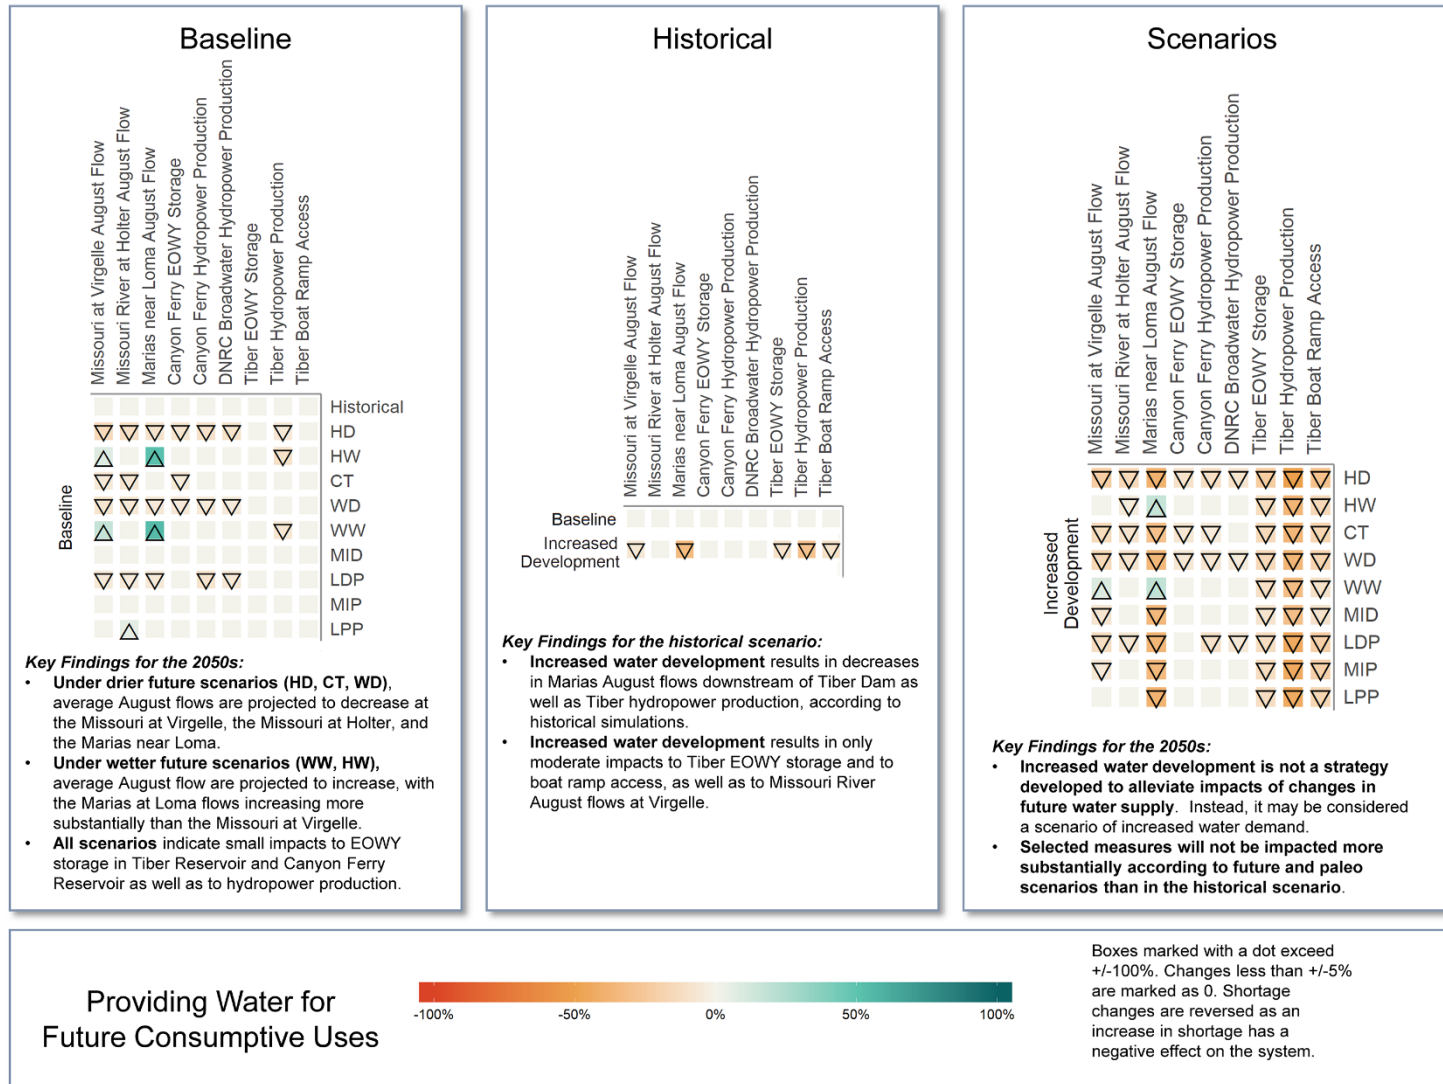 Baseline
Missouri at Virgelle August Flow
Missouri River at Holter August Flow
Marias near Loma August Flow
Canyon Ferry EOWY Storage
Canyon Ferry Hydropower Production
DNRC Broadwater Hydropower Production
Tiber EOWY Storage
Tiber Hydropower Production
Tiber Boat Ramp Access
Baseline
Historical
HD
HW
CT
WD
WW
MID
LDP
MIP
LPP
Key Findings for the 2050s:
• Under drier future scenarios (HD, CT, WD),
average August flows are projected to decrease at
the Missouri at Virgelle, the Missouri at Holter, and
the Marias near Loma.
• Under wetter future scenarios (WW, HW),
average August flow are projected to increase, with
the Marias at Loma flows increasing more
substantially than the Missouri at Virgelle.
• All scenarios indicate small impacts to EOWY
storage in Tiber Reservoir and Canyon Ferry
Reservoir as well as to hydropower production.
Historical
Missouri at Virgelle August Flow
Missouri River at Holter August Flow
Marias near Loma August Flow
Canyon Ferry EOWY Storage
Canyon Ferry Hydropower Production
DNRC Broadwater Hydropower Production
Tiber EOWY Storage
Tiber Hydropower Production
Tiber Boat Ramp Access
Baseline
Increased
Development
Key Findings for the historical scenario:
• Increased water development results in decreases
in Marias August flows downstream of Tiber Dam as
well as Tiber hydropower production, according to
historical simulations.
• Increased water development results in only
moderate impacts to Tiber EOWY storage and to
boat ramp access, as well as to Missouri River
August flows at Virgelle.
Scenarios
Missouri at Virgelle August Flow
Missouri River at Holter August Flow
Marias near Loma August Flow
Canyon Ferry EOWY Storage
Canyon Ferry Hydropower Production
DNRC Broadwater Hydropower Production
Tiber EOWY Storage
Tiber Hydropower Production
Tiber Boat Ramp Access
Increased
Development
HD
HW
CT
WD
WW
MID
LDP
MIP
LPP
Key Findings for the 2050s:
• Increased water development is not a strategy
developed to alleviate impacts of changes in
future water supply. Instead, it may be considered
a scenario of increased water demand.
• Selected measures will not be impacted more
substantially according to future and paleo
scenarios than in the historical scenario.
Providing Water for
Future Consumptive Uses
-100% -50% 0% 50% 100%
Boxes marked with a dot exceed
+/-100%. Changes less than +/-5%
are marked as 0. Shortage
changes are reversed as an
increase in shortage has a
negative effect on the system.